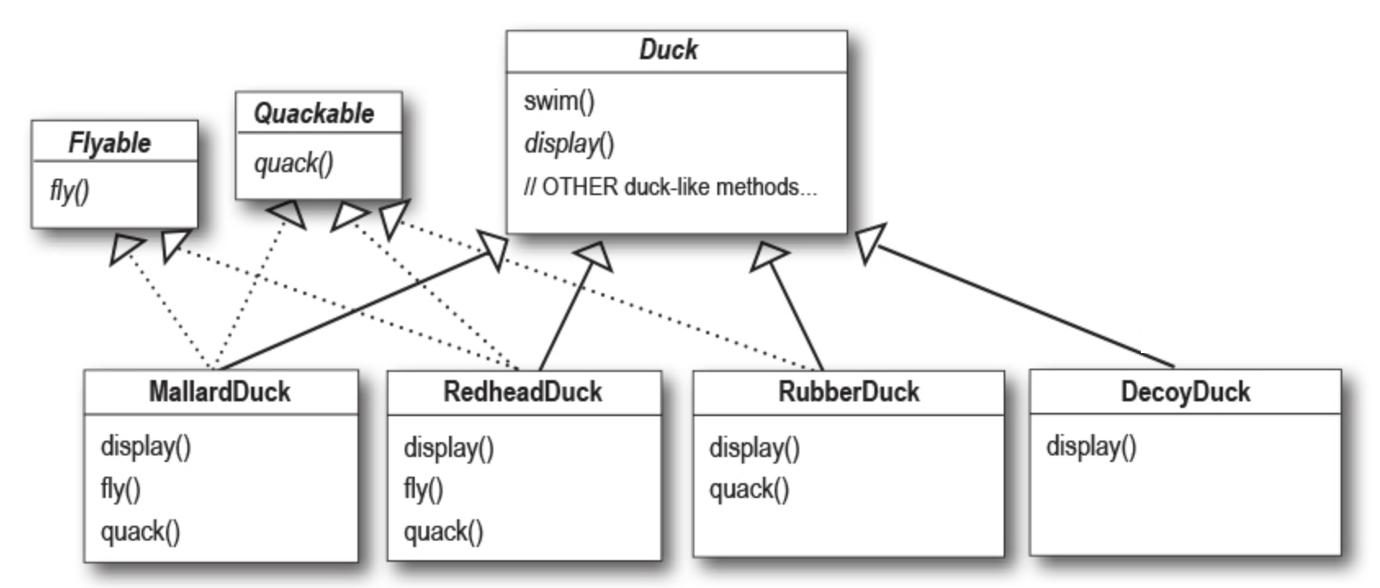 Duck
swim()
display()
// OTHER duck-like methods...
Quackable
quack()
Flyable
fly()
MallardDuck
display()
fly()
quack()
RedheadDuck
display()
fly()
quack()
RubberDuck
display()
quack()
DecoyDuck
display()